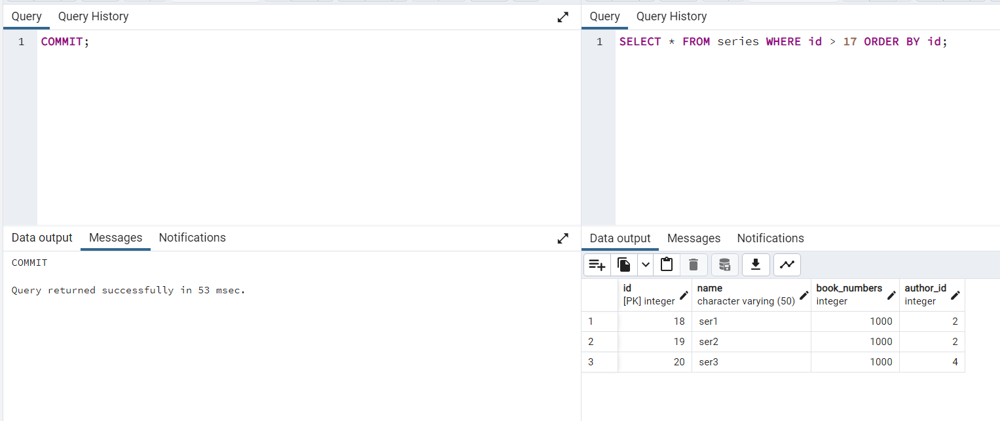 Query Query History
1 COMMIT;
Data output Messages Notifications
COMMIT
Query returned successfully in 53 msec.
Query Query History
1 SELECT * FROM series WHERE id > 17 ORDER BY id;
Data output Messages Notifications
id name book_numbers author_id
[PK] integer character varying (50) integer integer
1 18 ser1 1000 2
2 19 ser2 1000 2
3 20 ser3 1000 4